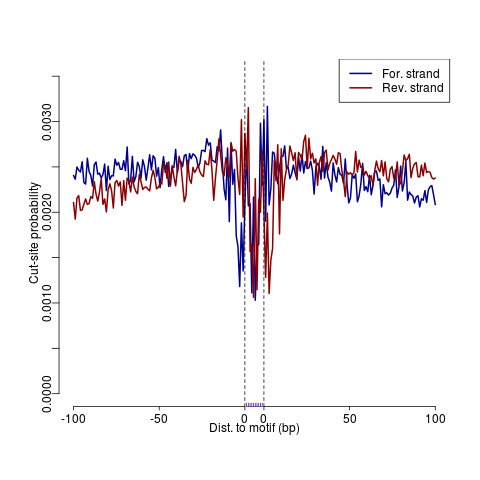 For. strand
Rev. strand
Cut-site probability
0.0030
0.0020
0.0010
0.0000
-100 -50 0 0 50 100
Dist. to motif (bp)